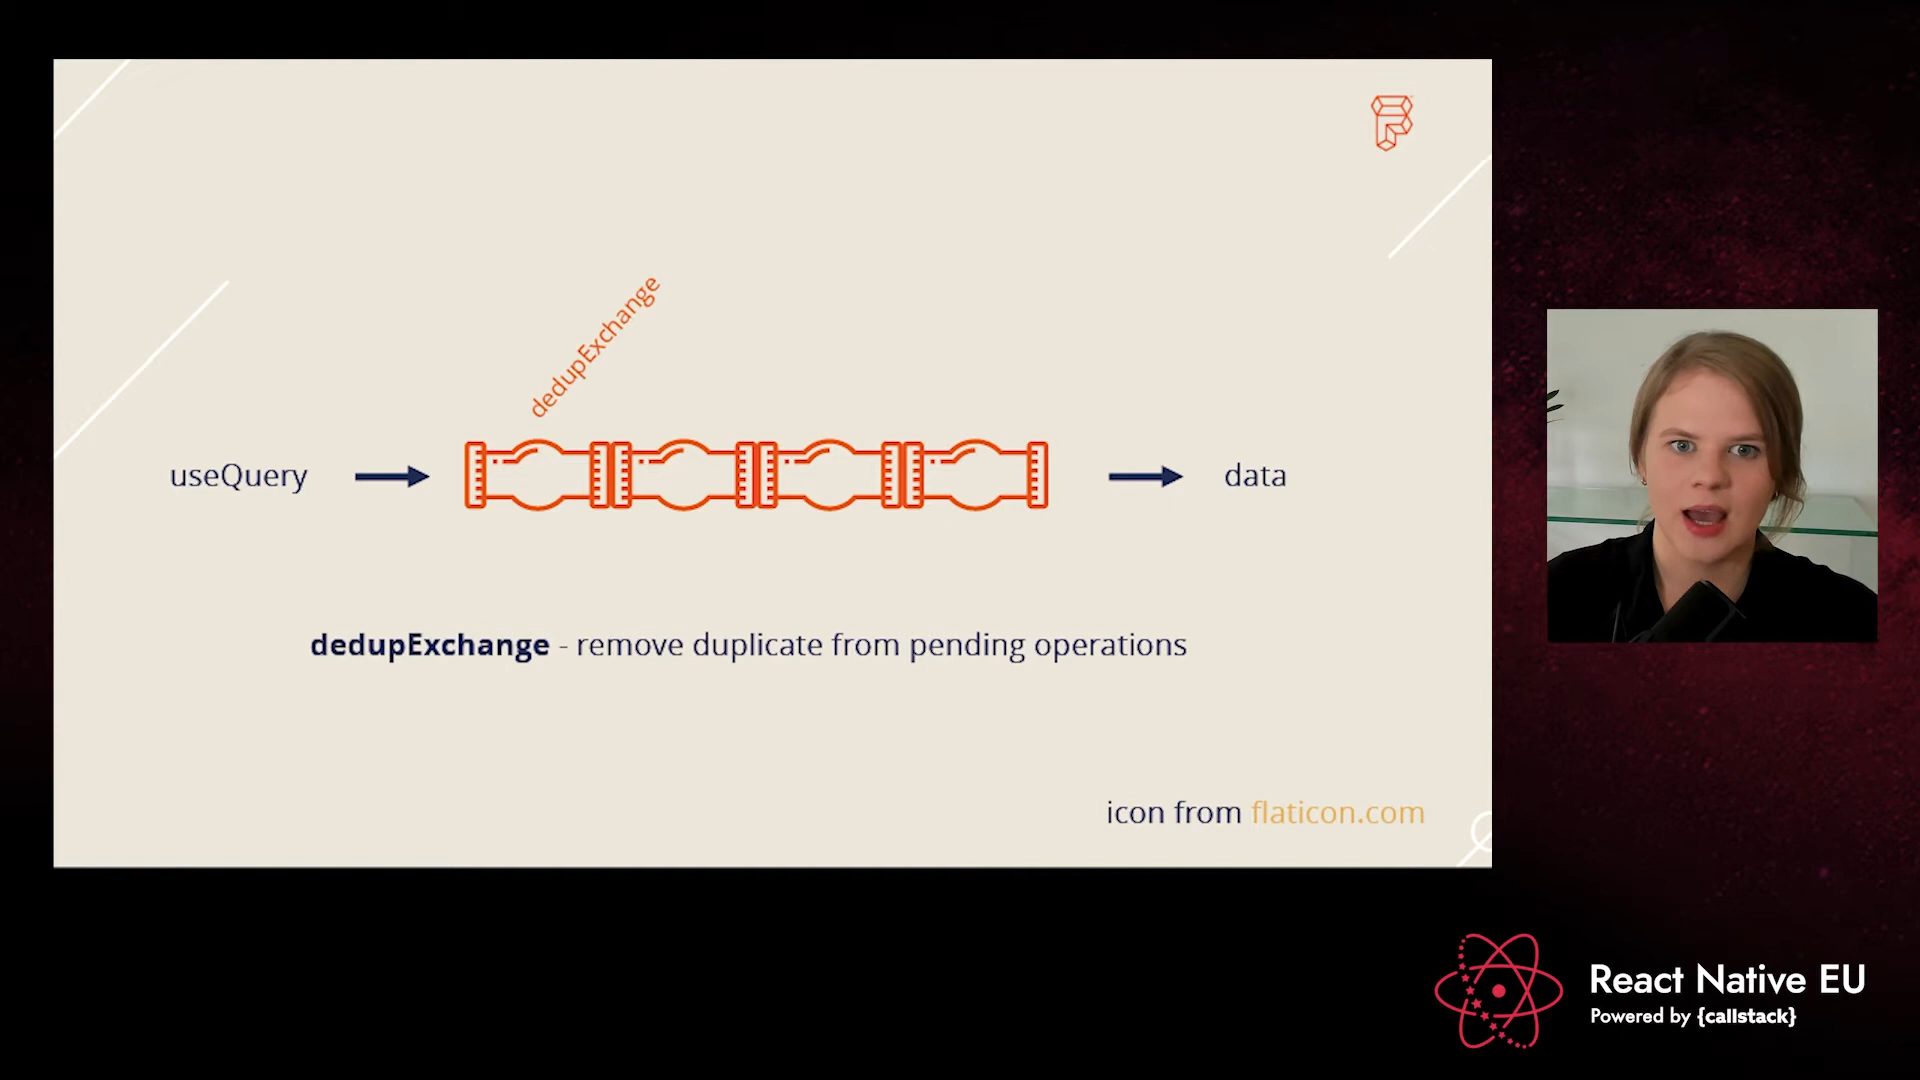 dedupExchange
useQuery
data
dedupExchange - remove duplicate from pending operations
icon from flaticon.com
React Native EU
Powered by {callstack}